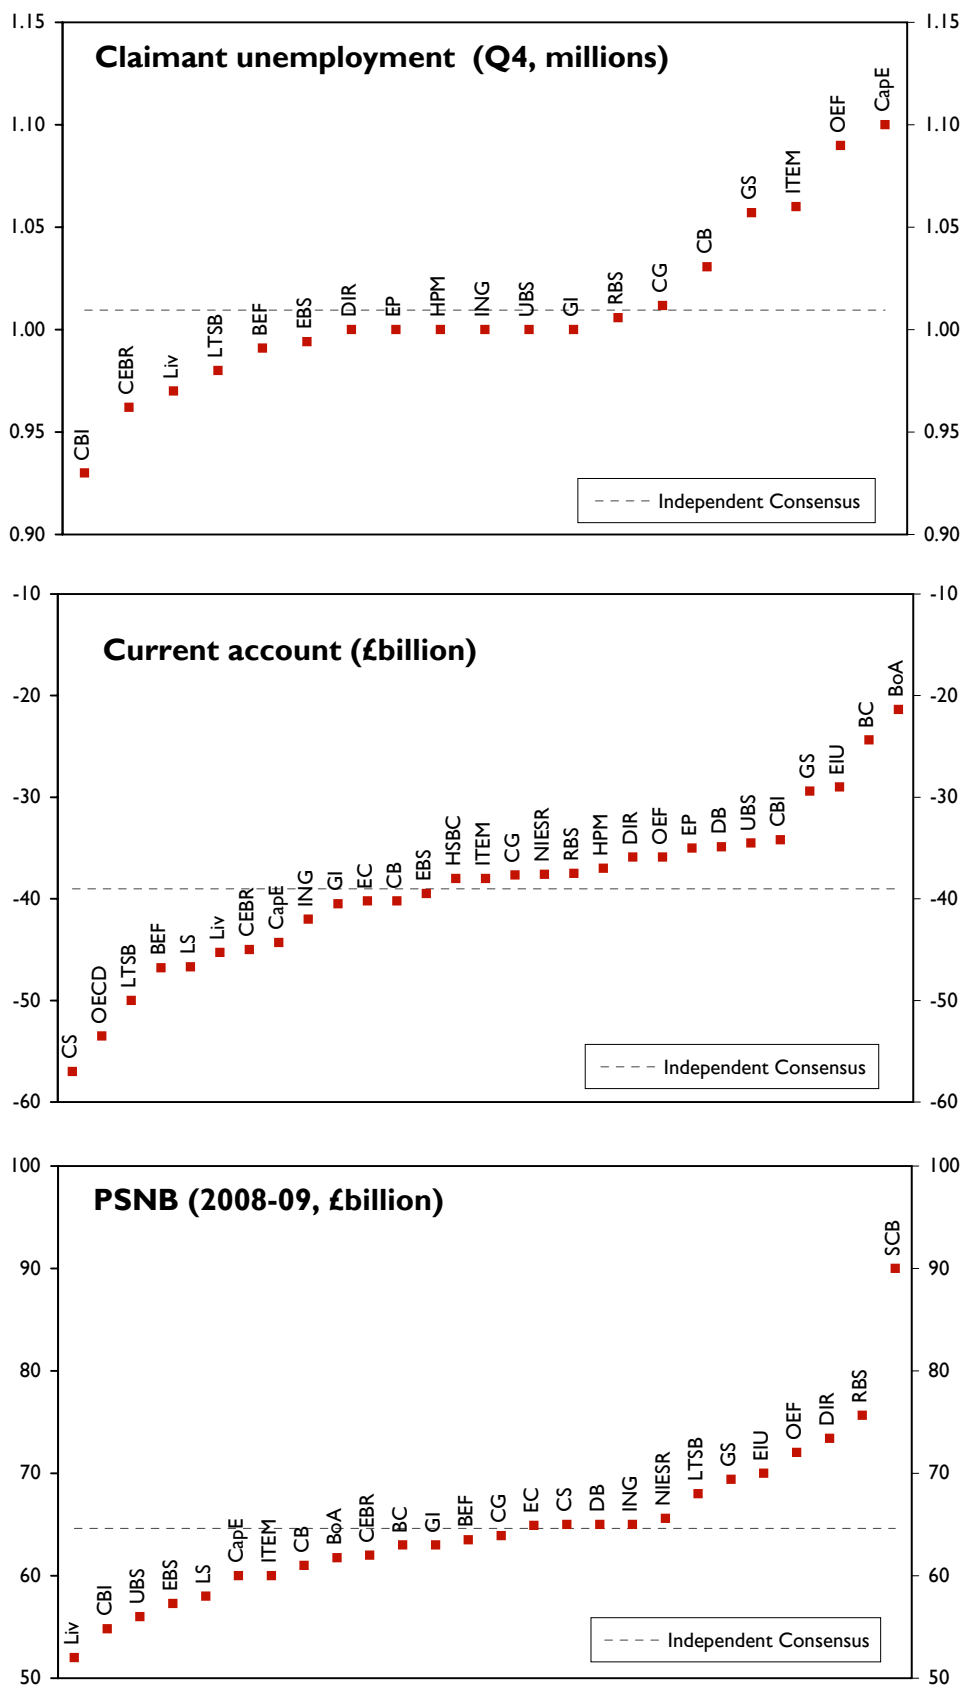 Claimant unemployment (Q4, millions)
1.15 1.15
1.10 1.10
1.05 1.05
1.00 1.00
0.95 0.95
0.90 0.90
CBI CEBR Liv LTSB BEF EBS DIR EP HPM ING UBS GI RBS CG CB GS ITEM OEF CapE
Independent Consensus
Current account (£billion)
-10 -10
-20 -20
-30 -30
-40 -40
-50 -50
-60 -60
CS OECD LTSB BEF LS Liv CEBR CapE ING GI EC CB EBS HSBC ITEM CG NIESR RBS HPM DIR OEF EP DB UBS CBI GS EIU BC BoA
Independent Consensus
PSNB (2008-09, £billion)
100 100
90 90
80 80
70 70
60 60
50 50
Liv CBI UBS EBS LS CapE ITEM CB BoA CEBR BC GI BEF CG EC CS DB ING NIESR LTSB GS EIU OEF DIR RBS SCB
Independent Consensus